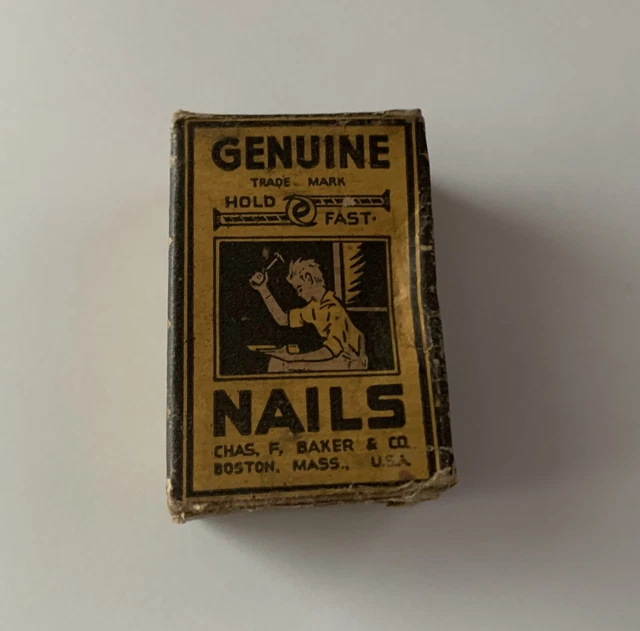 GENUINE
TRADE MARK
HOLD
FAST.
NAILS
CHAS. F. BAKER & CO.
BOSTON, MASS., U.S.A.